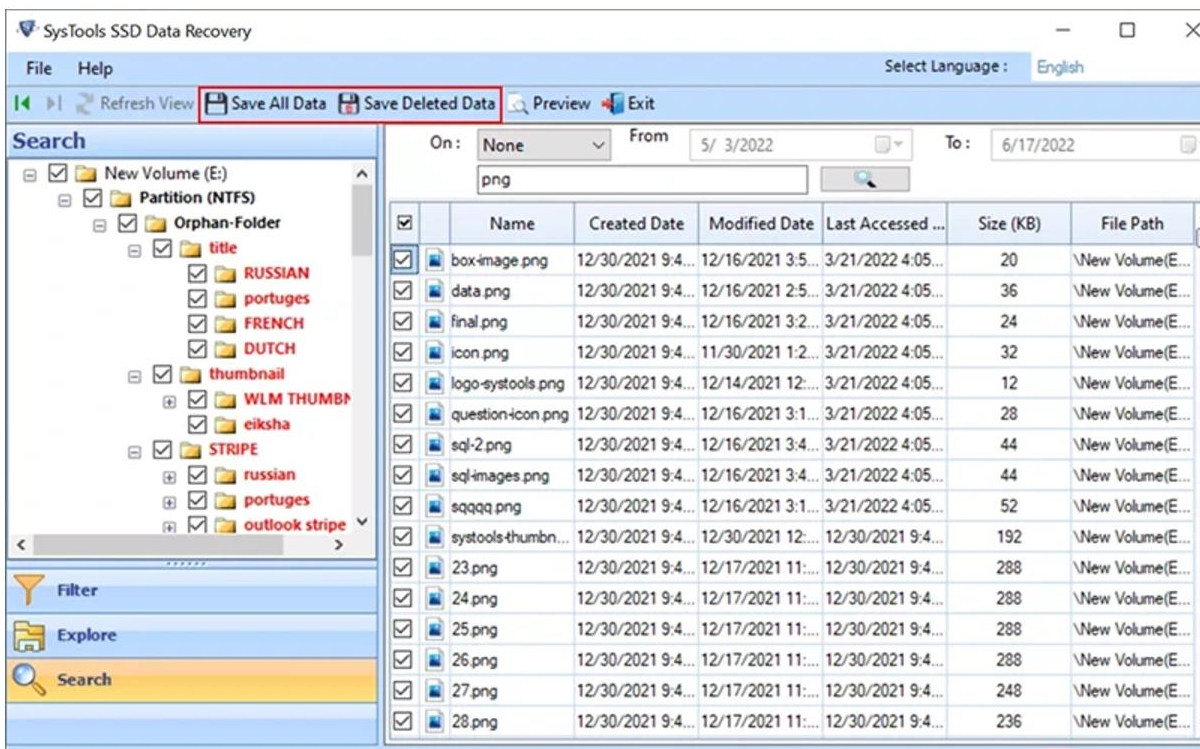 SysTools SSD Data Recovery
File Help Select Language : English
Refresh View Save All Data Save Deleted Data Preview Exit
Search
New Volume (E:)
Partition (NTFS)
Orphan-Folder
title
RUSSIAN
portuges
FRENCH
DUTCH
thumbnail
WLM THUMBN
eiksha
STRIPE
russian
portuges
outlook stripe
Filter
Explore
Search
On : None From 5/ 3/2022 To : 6/17/2022
png
Name Created Date Modified Date Last Accessed ... Size (KB) File Path
box-image.png 12/30/2021 9:4... 12/16/2021 3:5... 3/21/2022 4:05... 20 \New Volume(E...
data.png 12/30/2021 9:4... 12/16/2021 2:5... 3/21/2022 4:05... 36 \New Volume(E...
final.png 12/30/2021 9:4... 12/16/2021 3:2... 3/21/2022 4:05... 24 \New Volume(E...
icon.png 12/30/2021 9:4... 11/30/2021 1:2... 3/21/2022 4:05... 32 \New Volume(E...
logo-systools.png 12/30/2021 9:4... 12/14/2021 12:... 3/21/2022 4:05... 12 \New Volume(E...
question-icon.png 12/30/2021 9:4... 12/16/2021 3:1... 3/21/2022 4:05... 28 \New Volume(E...
sql-2.png 12/30/2021 9:4... 12/16/2021 3:4... 3/21/2022 4:05... 44 \New Volume(E...
sql-images.png 12/30/2021 9:4... 12/16/2021 3:4... 3/21/2022 4:05... 44 \New Volume(E...
sqqqq.png 12/30/2021 9:4... 12/16/2021 3:1... 3/21/2022 4:05... 52 \New Volume(E...
systools-thumbn... 12/30/2021 9:4... 12/30/2021 12:... 12/30/2021 9:4... 192 \New Volume(E...
23.png 12/30/2021 9:4... 12/17/2021 11:... 12/30/2021 9:4... 288 \New Volume(E...
24.png 12/30/2021 9:4... 12/17/2021 11:... 12/30/2021 9:4... 288 \New Volume(E...
25.png 12/30/2021 9:4... 12/17/2021 11:... 12/30/2021 9:4... 288 \New Volume(E...
26.png 12/30/2021 9:4... 12/17/2021 11:... 12/30/2021 9:4... 288 \New Volume(E...
27.png 12/30/2021 9:4... 12/17/2021 11:... 12/30/2021 9:4... 248 \New Volume(E...
28.png 12/30/2021 9:4... 12/17/2021 11:... 12/30/2021 9:4... 236 \New Volume(E...